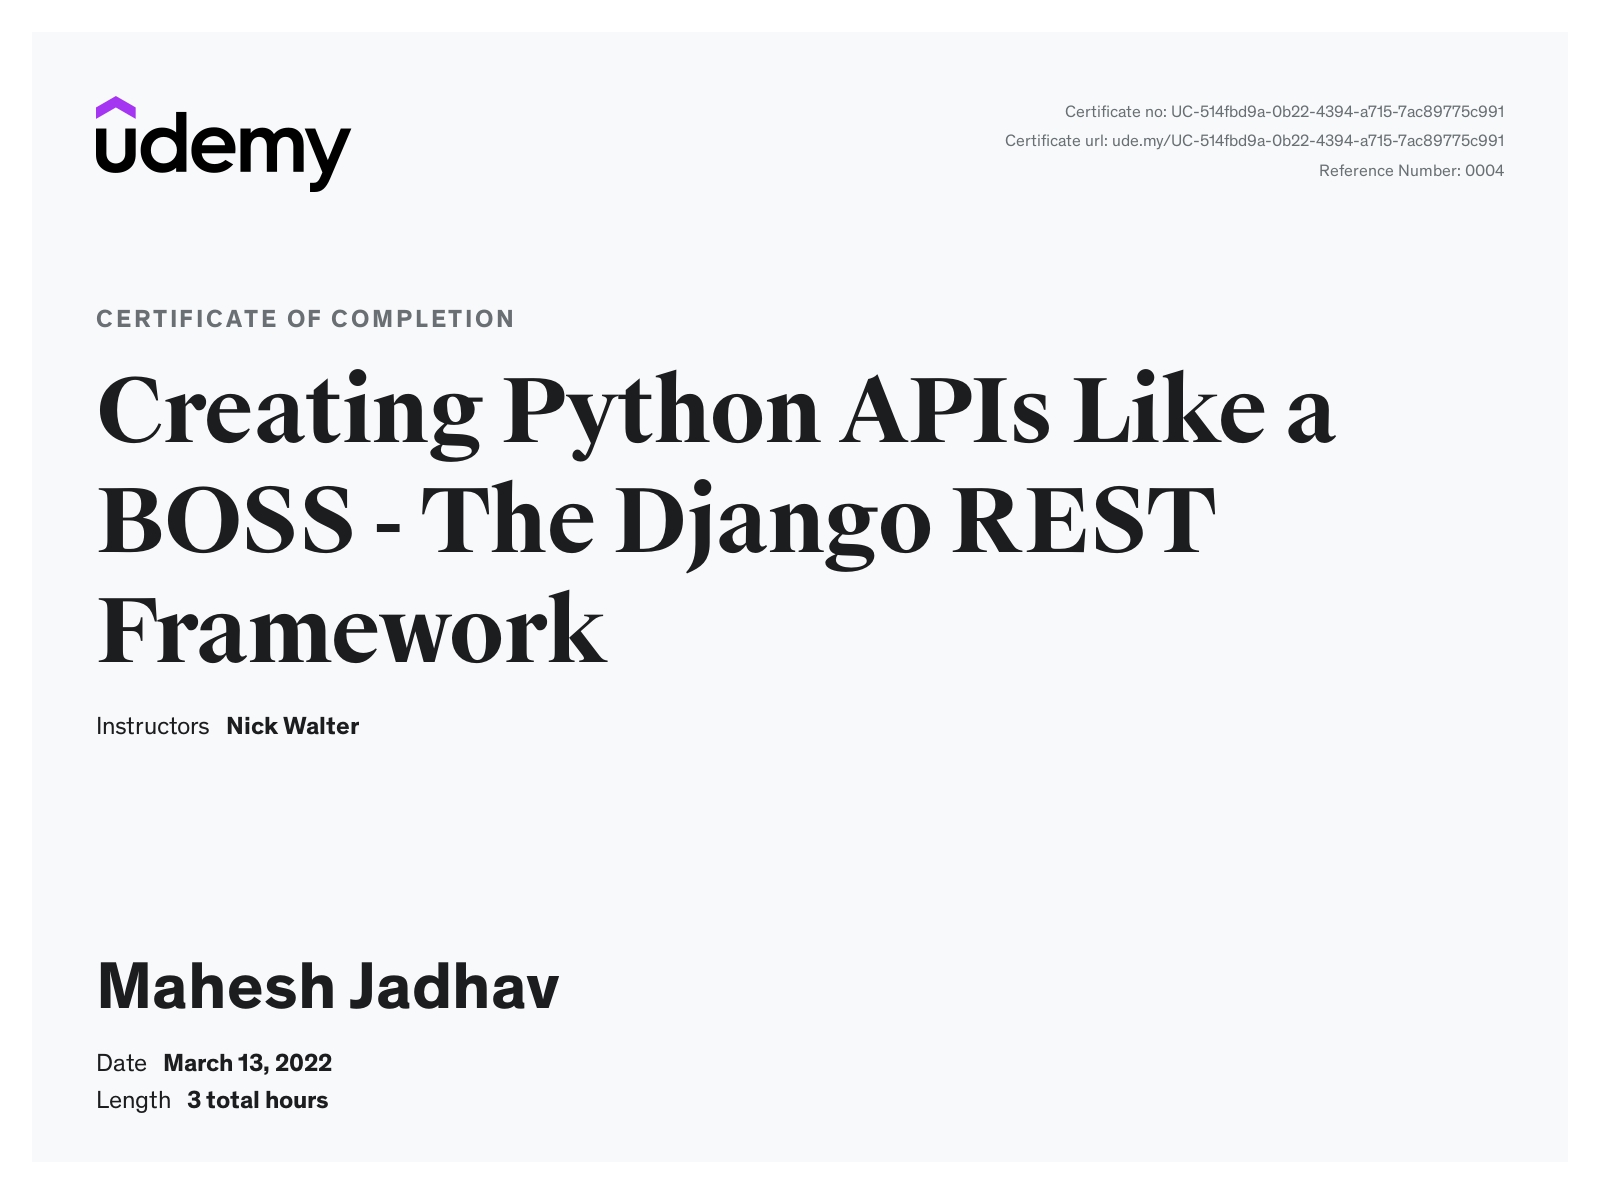 udemy
Certificate no: UC-514fbd9a-0b22-4394-a715-7ac89775c991
Certificate url: ude.my/UC-514fbd9a-0b22-4394-a715-7ac89775c991
Reference Number: 0004
CERTIFICATE OF COMPLETION
Creating Python APIs Like a
BOSS - The Django REST
Framework
Instructors Nick Walter
Mahesh Jadhav
Date March 13, 2022
Length 3 total hours